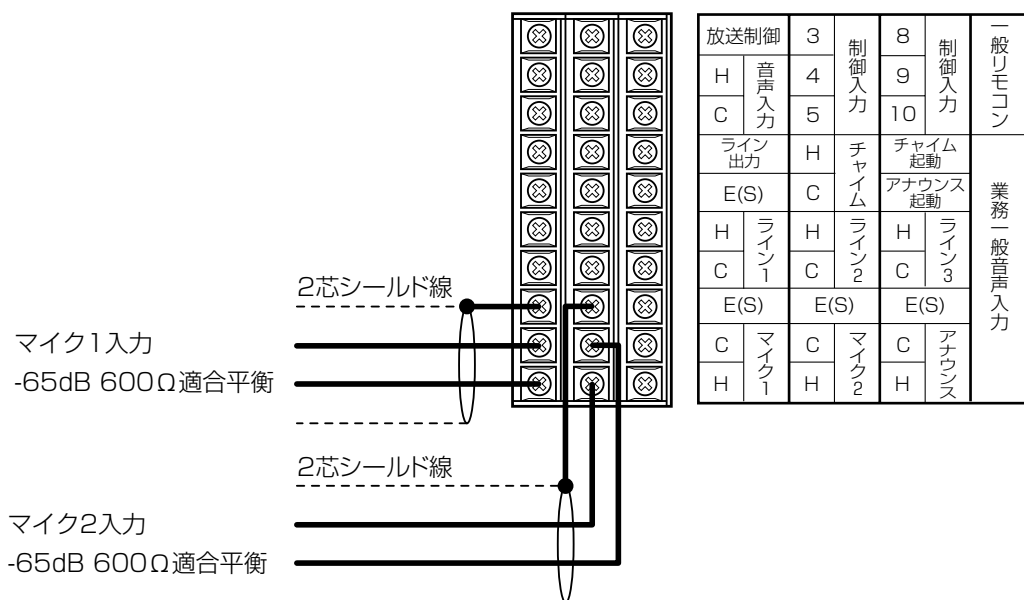 2芯シールド線
マイク1入力
-65dB 600Ω適合平衡
2芯シールド線
マイク2入力
-65dB 600Ω適合平衡
放送制御 3 制御入力 8 制御入力 一般リモコン
H 音声入力 4 9
C 5 10
ライン出力 H チャイム チャイム起動 業務一般音声入力
E(S) C アナウンス起動
H ライン1 H ライン2 H ライン3
C C C
E(S) E(S) E(S)
C マイク1 C マイク2 C アナウンス
H H H